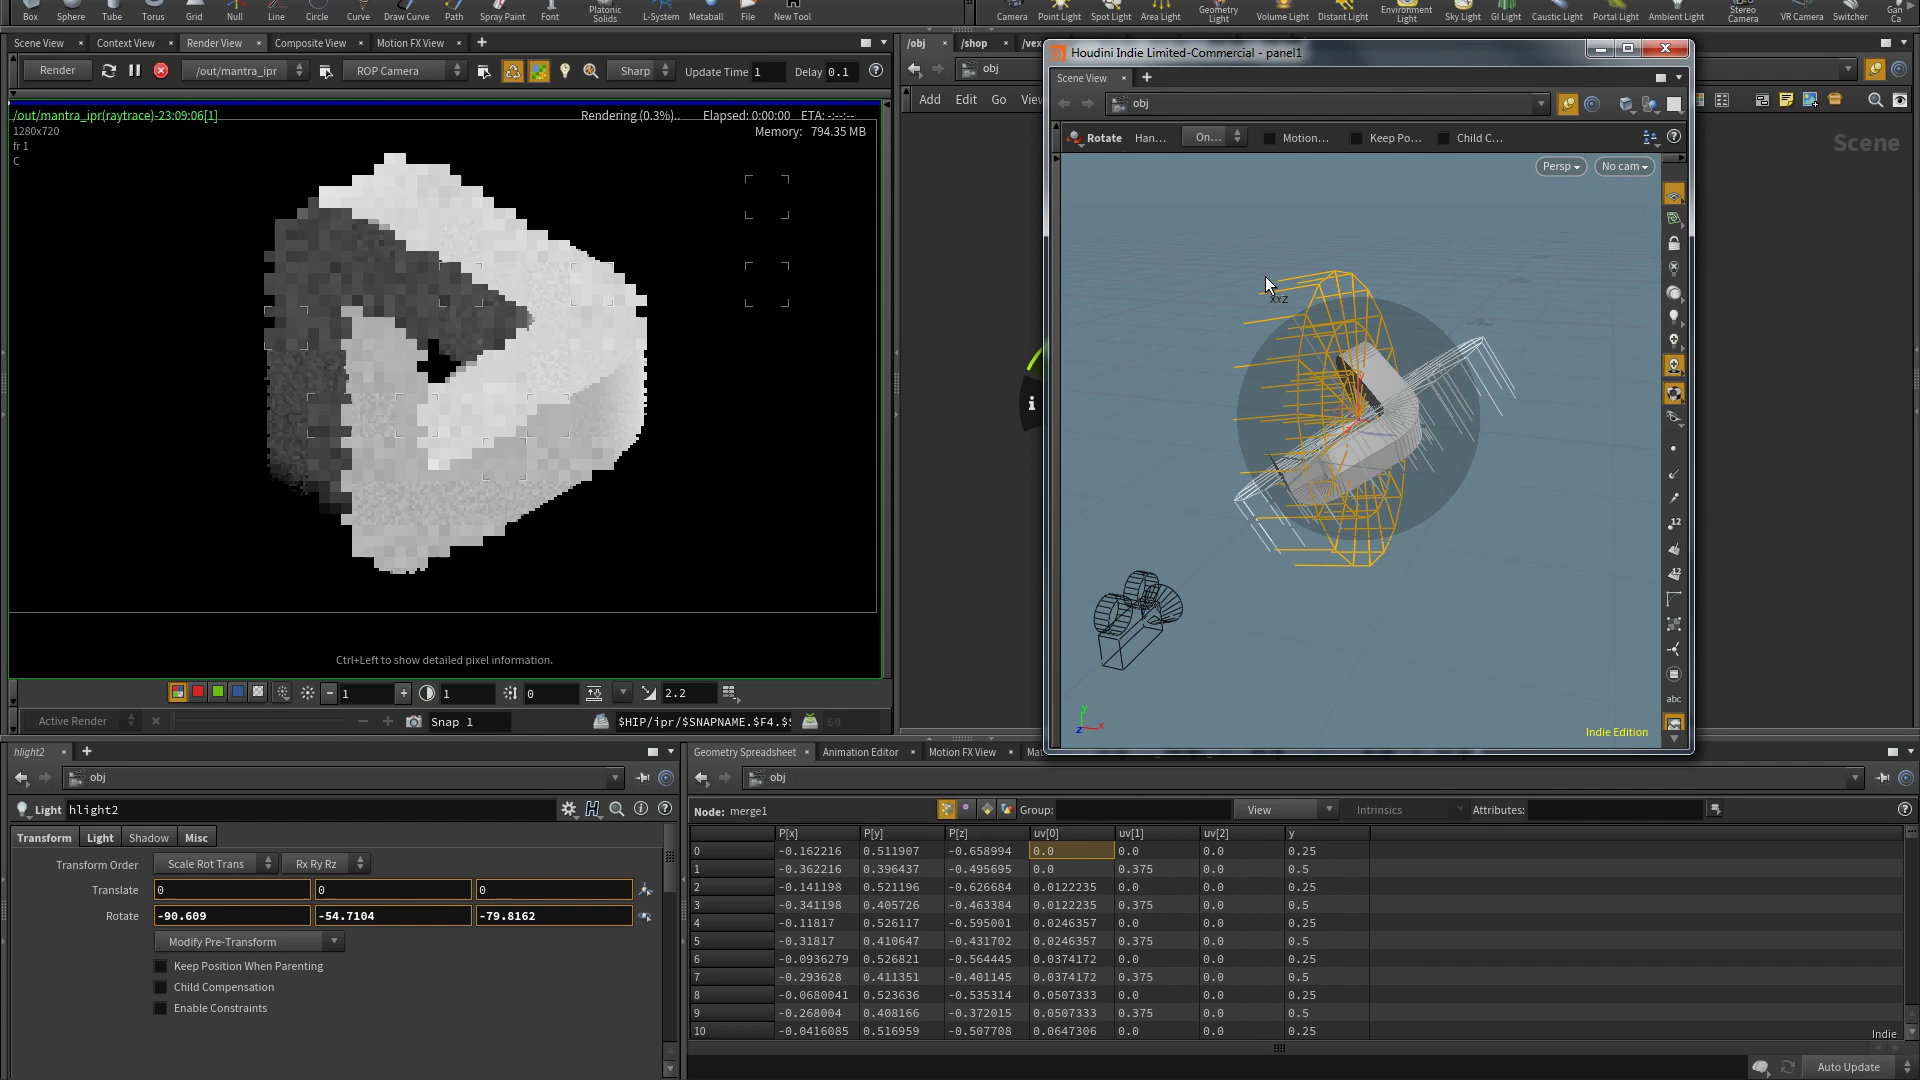 Box Sphere Tube Torus Grid Null Line Circle Curve Draw Curve Path Spray Paint Font Platonic Solids L-System Metaball File New Tool
Camera Point Light Spot Light Area Light Geometry Light Volume Light Distant Light Environment Light Sky Light GI Light Caustic Light Portal Light Ambient Light Stereo Camera VR Camera Switcher Gan Ca
Scene View Context View Render View Composite View Motion FX View
/obj /shop /vex
Houdini Indie Limited-Commercial - panel1
Render /out/mantra_ipr ROP Camera Sharp Update Time 1 Delay 0.1
obj
Scene View
Add Edit Go View
obj
/out/mantra_ipr(raytrace)-23:09:06[1]
Rendering (0.3%).. Elapsed: 0:00:00 ETA: -:--:--
1280x720
Memory: 794.35 MB
fr 1
C
Rotate Han... On... Motion... Keep Po... Child C...
Scene
Persp No cam
XYZ
12
12
abc
y
z x
Indie Edition
Ctrl+Left to show detailed pixel information.
1 1 0 2.2
Active Render Snap 1 $HIP/ipr/$SNAPNAME.$F4.$S 60
hlight2
obj
Light hlight2
Transform Light Shadow Misc
Transform Order Scale Rot Trans Rx Ry Rz
Translate 0 0 0
Rotate -90.609 -54.7104 -79.8162
Modify Pre-Transform
Keep Position When Parenting
Child Compensation
Enable Constraints
Geometry Spreadsheet Animation Editor Motion FX View
obj
Node: merge1 Group: View Intrinsics Attributes:
P[x] P[y] P[z] uv[0] uv[1] uv[2] y
0 -0.162216 0.511907 -0.658994 0.0 0.0 0.0 0.25
1 -0.362216 0.396437 -0.495695 0.0 0.375 0.0 0.5
2 -0.141198 0.521196 -0.626684 0.0122235 0.0 0.0 0.25
3 -0.341198 0.405726 -0.463384 0.0122235 0.375 0.0 0.5
4 -0.11817 0.526117 -0.595001 0.0246357 0.0 0.0 0.25
5 -0.31817 0.410647 -0.431702 0.0246357 0.375 0.0 0.5
6 -0.0936279 0.526821 -0.564445 0.0374172 0.0 0.0 0.25
7 -0.293628 0.411351 -0.401145 0.0374172 0.375 0.0 0.5
8 -0.0680041 0.523636 -0.535314 0.0507333 0.0 0.0 0.25
9 -0.268004 0.408166 -0.372015 0.0507333 0.375 0.0 0.5
10 -0.0416085 0.516959 -0.507708 0.0647306 0.0 0.0 0.25
Indie
Auto Update